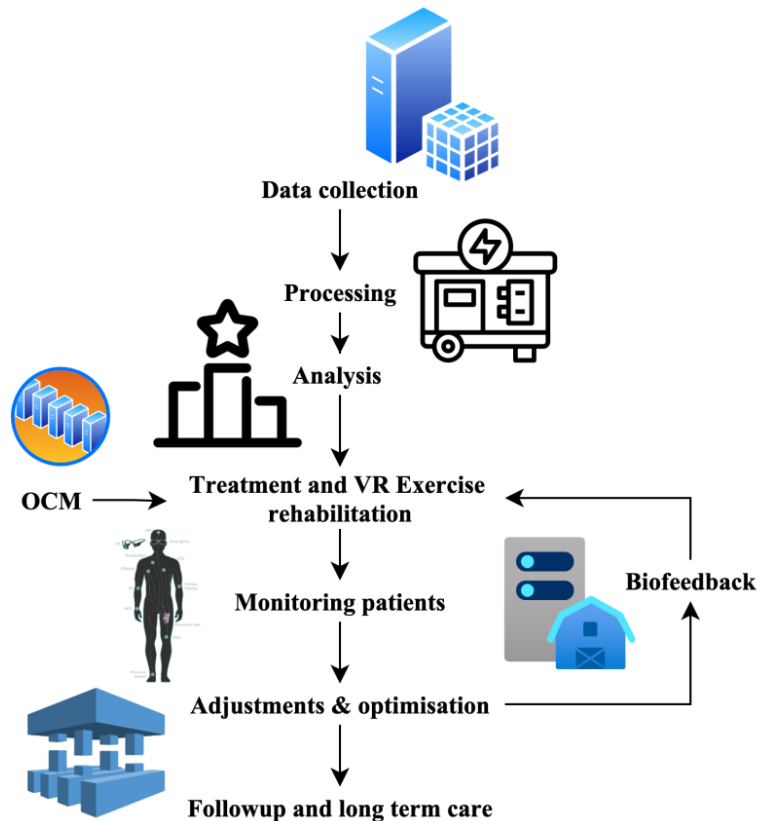 Data collection
Processing
Analysis
OCM
Treatment and VR Exercise
rehabilitation
Biofeedback
Monitoring patients
Adjustments & optimisation
Followup and long term care